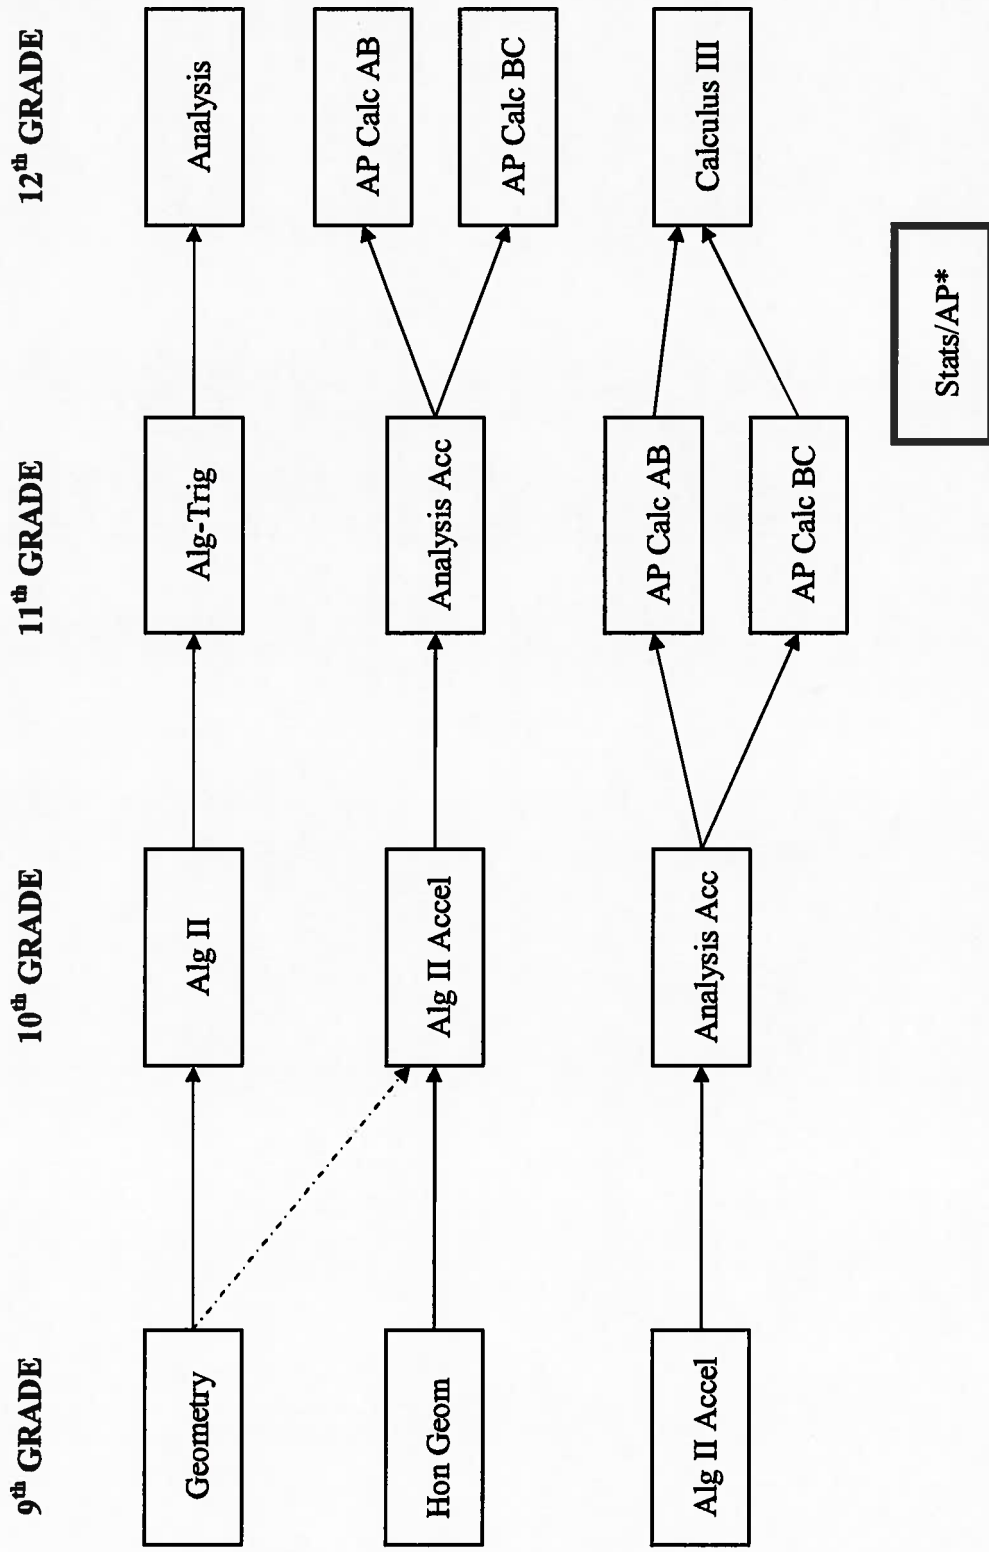 9th GRADE
10th GRADE
11th GRADE
12th GRADE
Geometry
Alg II
Alg-Trig
Analysis
Hon Geom
Alg II Accel
Analysis Acc
AP Calc AB
AP Calc BC
Alg II Accel
Analysis Acc
AP Calc AB
AP Calc BC
Calculus III
Stats/AP*